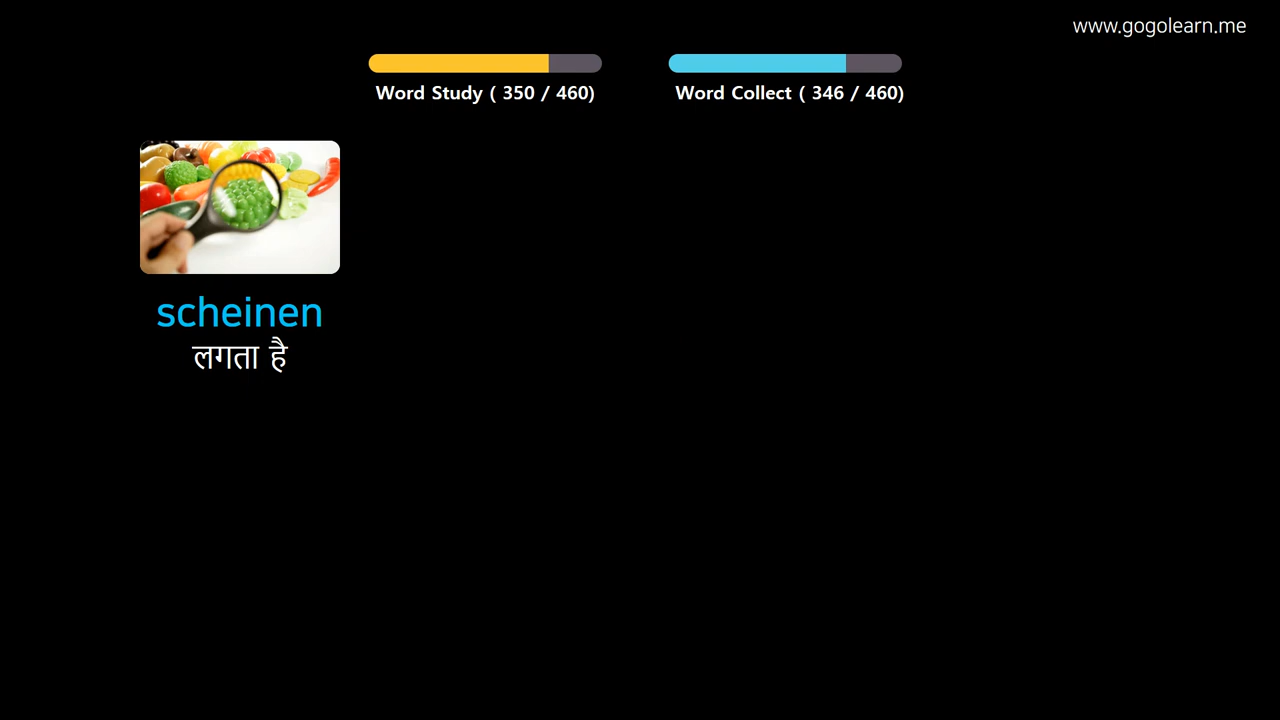 www.gogolearn.me
Word Study ( 350 / 460)
Word Collect ( 346 / 460)
scheinen
लगता है